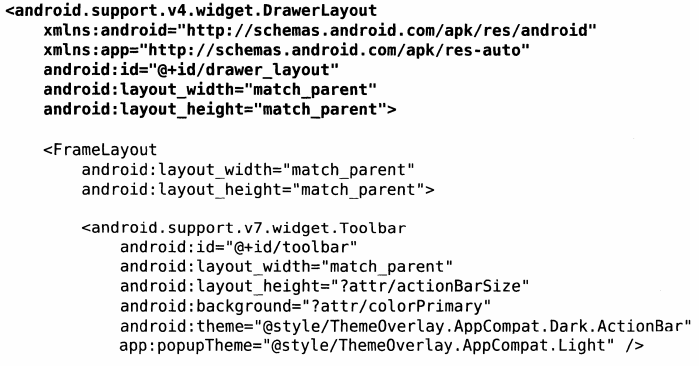 <android.support.v4.widget.DrawerLayout
xmlns:android="http://schemas.android.com/apk/res/android"
xmlns:app="http://schemas.android.com/apk/res-auto"
android:id="@+id/drawer_layout"
android:layout_width="match_parent"
android:layout_height="match_parent">
<FrameLayout
android:layout_width="match_parent"
android:layout_height="match_parent">
<android.support.v7.widget.Toolbar
android:id="@+id/toolbar"
android:layout_width="match_parent"
android:layout_height="?attr/actionBarSize"
android:background="?attr/colorPrimary"
android:theme="@style/ThemeOverlay.AppCompat.Dark.ActionBar"
app:popupTheme="@style/ThemeOverlay.AppCompat.Light" />